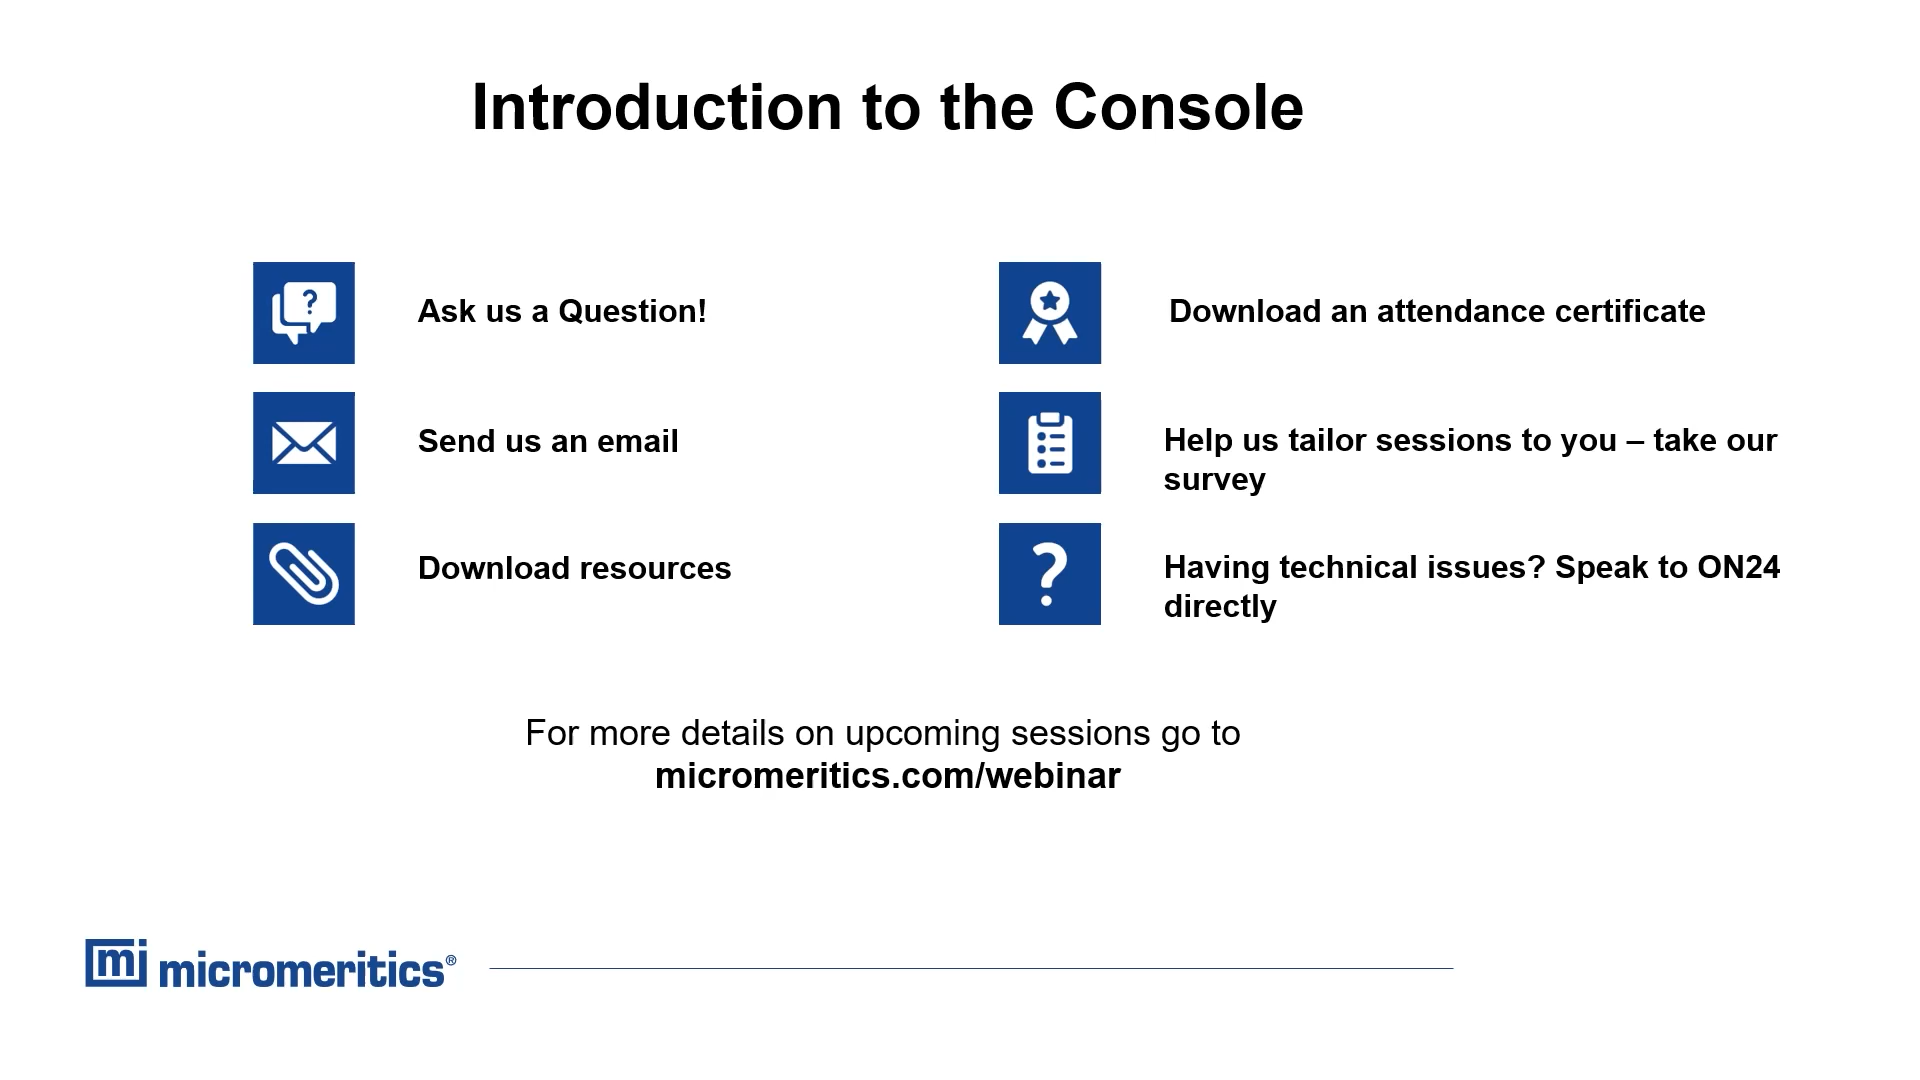 Introduction to the Console
Ask us a Question!
Download an attendance certificate
Send us an email
Help us tailor sessions to you – take our
survey
Download resources
Having technical issues? Speak to ON24
directly
For more details on upcoming sessions go to
micromeritics.com/webinar
mi micromeritics®